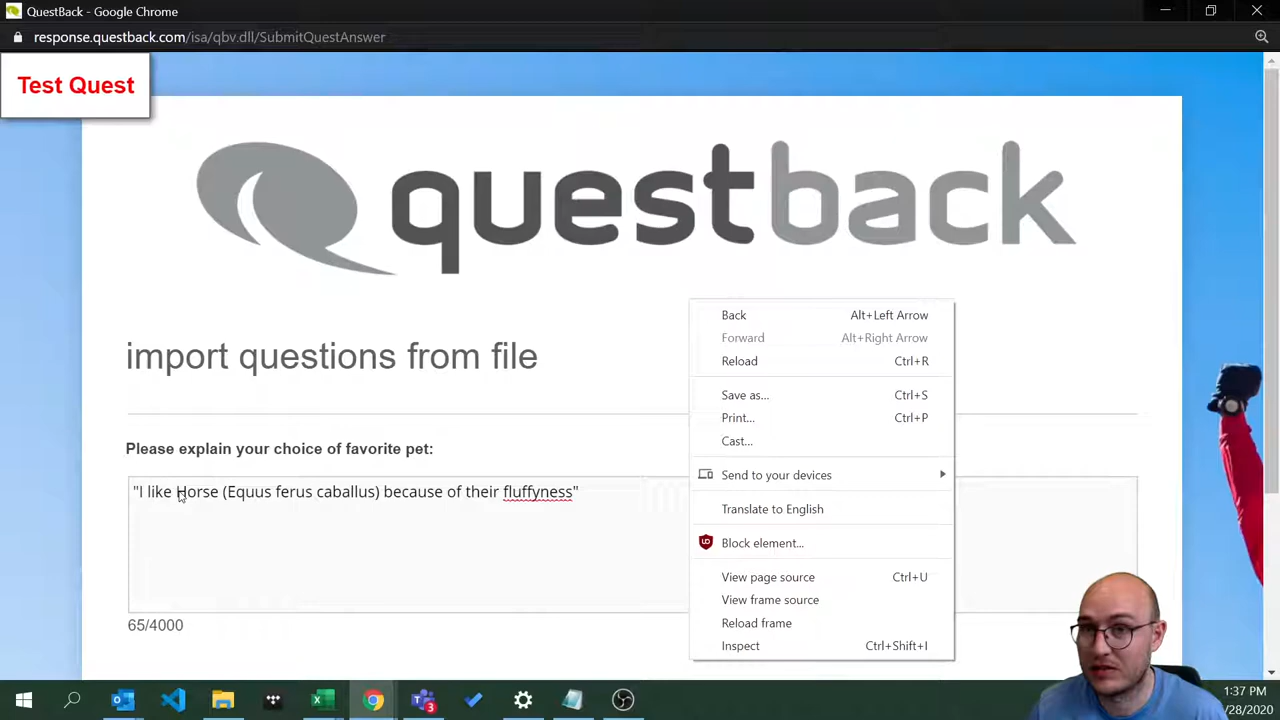 QuestBack - Google Chrome
response.questback.com/isa/qbv.dll/SubmitQuestAnswer
Test Quest
questback
import questions from file
Please explain your choice of favorite pet:
"I like Horse (Equus ferus caballus) because of their fluffyness"
65/4000
Back Alt+Left Arrow
Forward Alt+Right Arrow
Reload Ctrl+R
Save as... Ctrl+S
Print... Ctrl+P
Cast...
Send to your devices
Translate to English
Block element...
View page source Ctrl+U
View frame source
Reload frame
Inspect Ctrl+Shift+I
3
1:37 PM
/28/2020